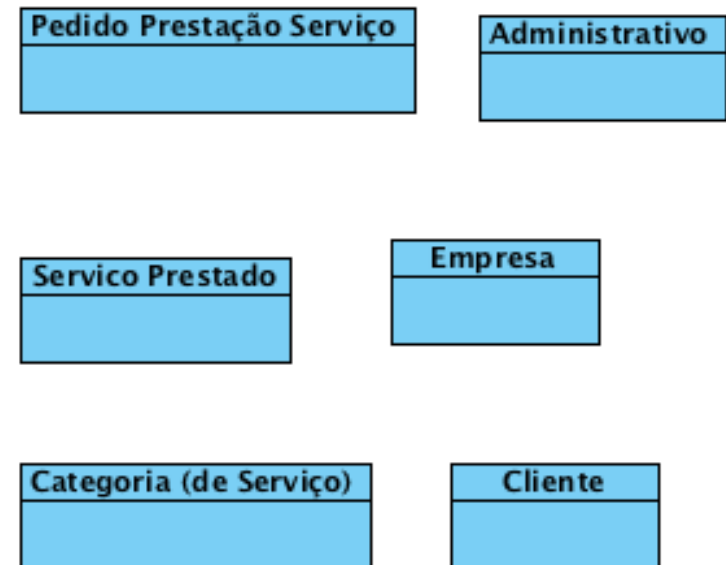 Pedido Prestação Serviço
Administrativo
Servico Prestado
Empresa
Categoria (de Serviço)
Cliente